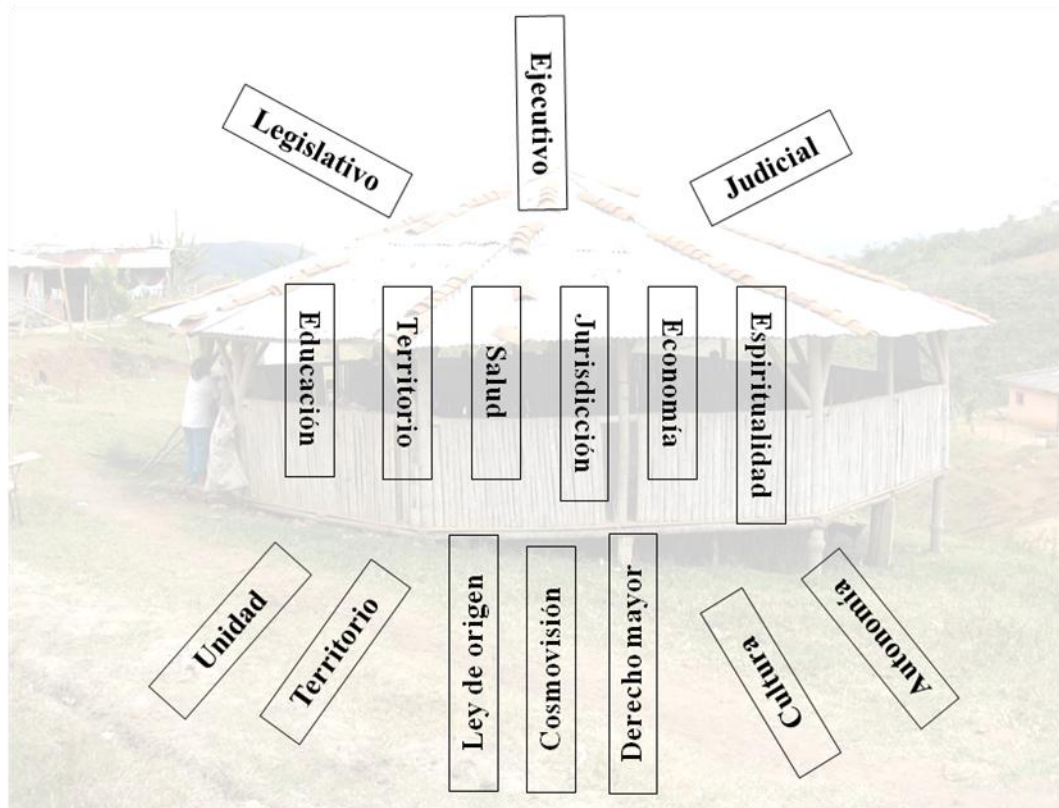 Legislativo
Ejecutivo
Judicial
Educación
Territorio
Salud
Jurisdicción
Economía
Espiritualidad
Unidad
Territorio
Ley de origen
Cosmovisión
Derecho mayor
Cultura
Autonomía